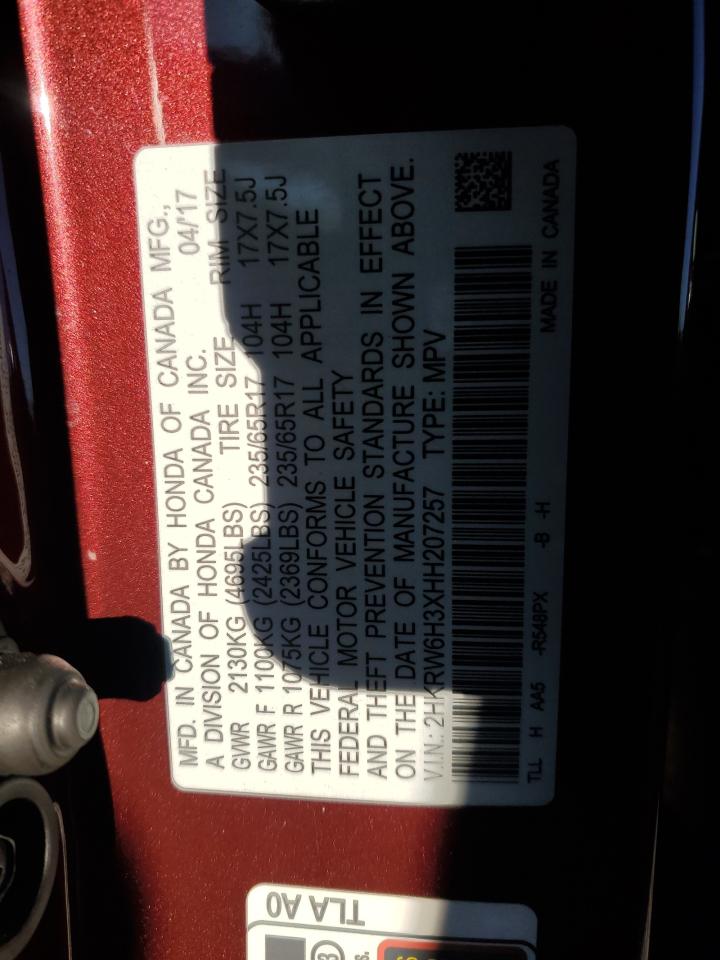 MFD. IN CANADA BY HONDA OF CANADA MFG.,
A DIVISION OF HONDA CANADA INC. 04/'17
GVWR 2130KG (4695LBS) TIRE SIZE RIM SIZE
GAWR F 1100KG (2425LBS) 235/65R17 104H 17X7.5J
GAWR R 1075KG (2369LBS) 235/65R17 104H 17X7.5J
THIS VEHICLE CONFORMS TO ALL APPLICABLE
FEDERAL MOTOR VEHICLE SAFETY
AND THEFT PREVENTION STANDARDS IN EFFECT
ON THE DATE OF MANUFACTURE SHOWN ABOVE.
V.I.N.: 2HKRW6H3XHH207257 TYPE: MPV
TLL H AA5 -R548PX -B -H MADE IN CANADA
TLA A0